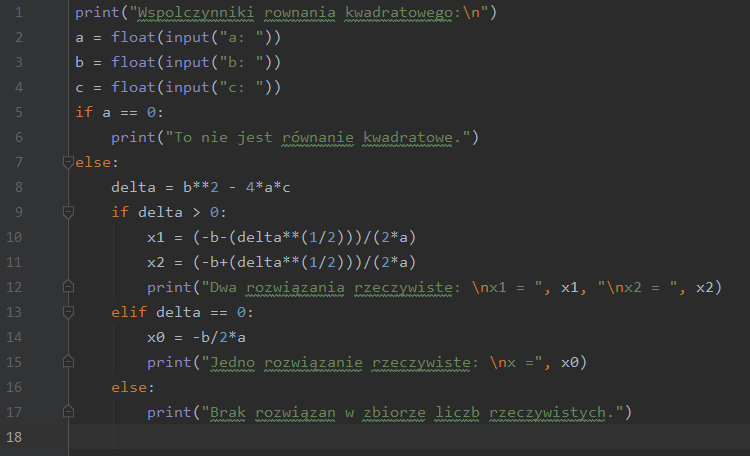 1 print("Wspolczynniki rownania kwadratowego:\n")
2 a = float(input("a: "))
3 b = float(input("b: "))
4 c = float(input("c: "))
5 if a == 0:
6     print("To nie jest równanie kwadratowe.")
7 else:
8     delta = b**2 - 4*a*c
9     if delta > 0:
10         x1 = (-b-(delta**(1/2)))/(2*a)
11         x2 = (-b+(delta**(1/2)))/(2*a)
12         print("Dwa rozwiązania rzeczywiste: \nx1 = ", x1, "\nx2 = ", x2)
13     elif delta == 0:
14         x0 = -b/2*a
15         print("Jedno rozwiązanie rzeczywiste: \nx =", x0)
16     else:
17         print("Brak rozwiązan w zbiorze liczb rzeczywistych.")
18